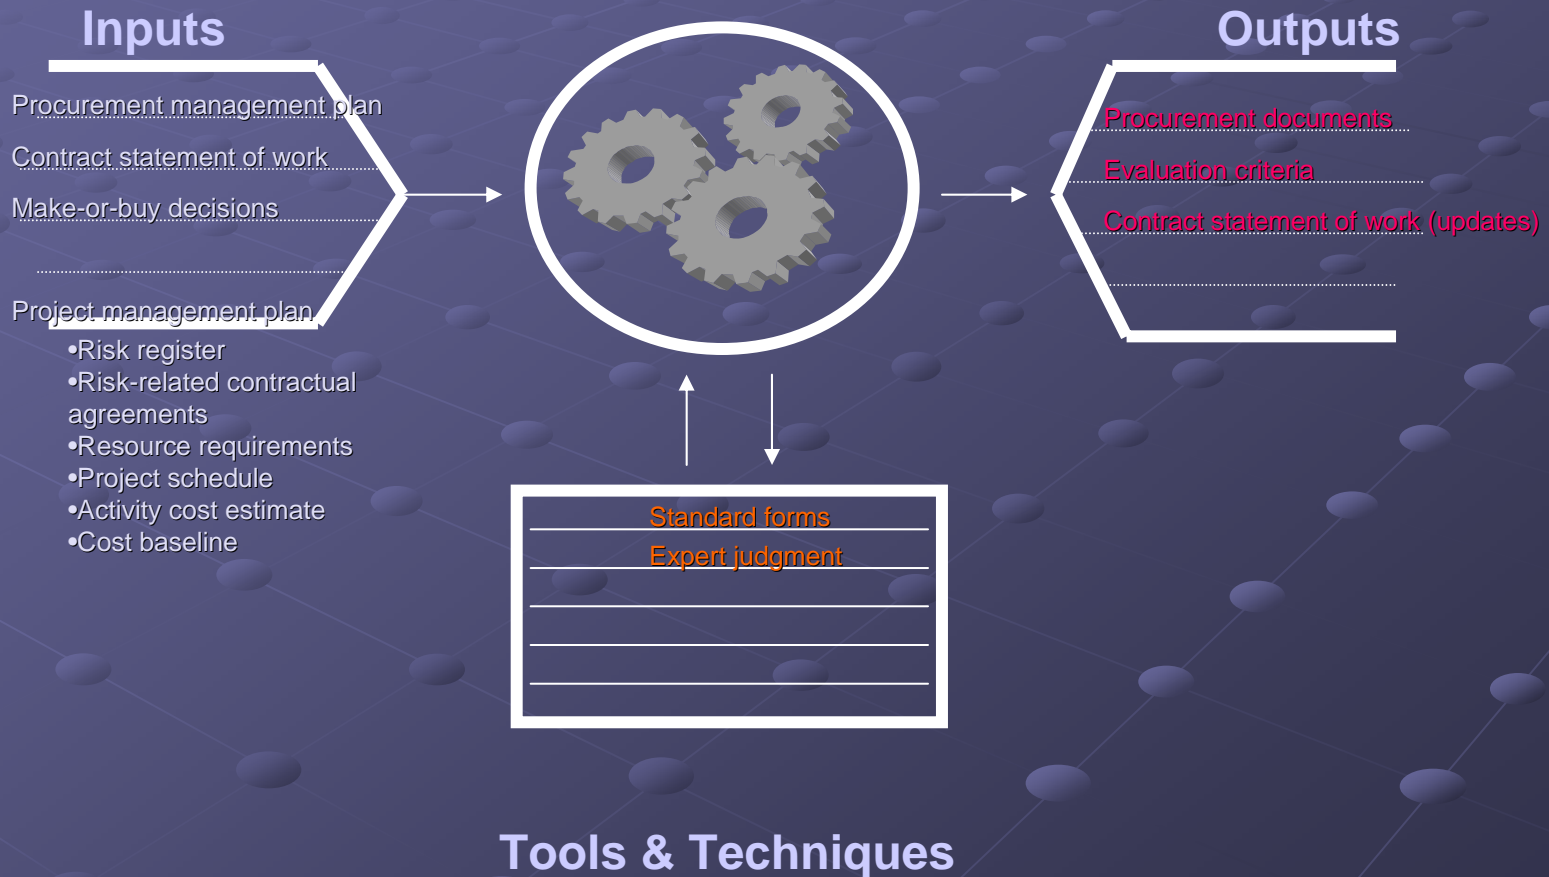 Inputs
Procurement management plan
Contract statement of work
Make-or-buy decisions
Project management plan
•Risk register
•Risk-related contractual
agreements
•Resource requirements
•Project schedule
•Activity cost estimate
•Cost baseline
Outputs
Procurement documents
Evaluation criteria
Contract statement of work (updates)
Standard forms
Expert judgment
Tools & Techniques